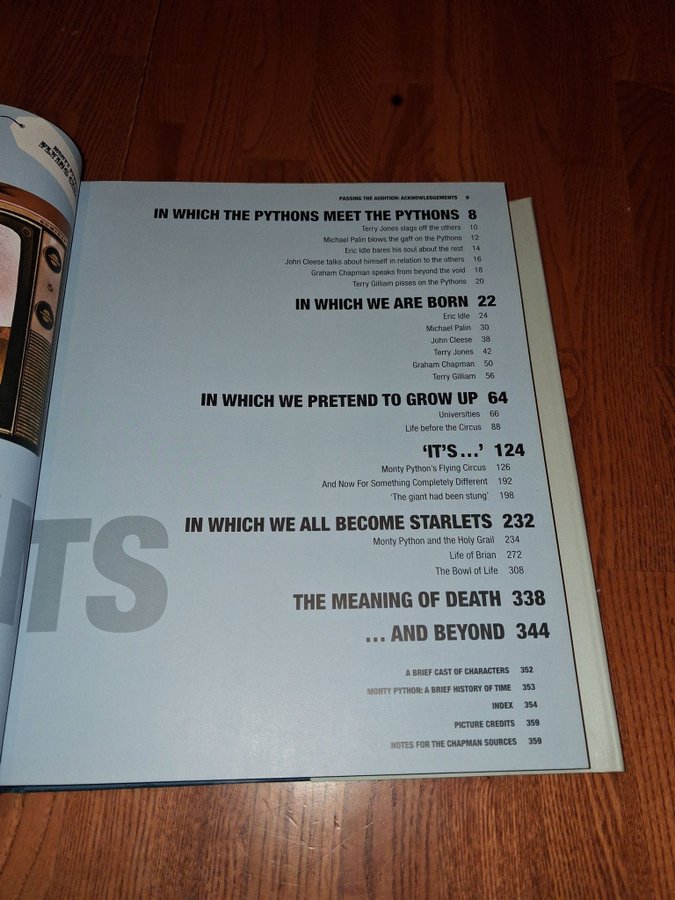 MONTY PYT
FLYING C
PASSING THE AUDITION: ACKNOWLEDGEMENTS 6
IN WHICH THE PYTHONS MEET THE PYTHONS 8
Terry Jones slags off the others 10
Michael Palin blows the gaff on the Pythons 12
Eric Idle bares his soul about the rest 14
John Cleese talks about himself in relation to the others 16
Graham Chapman speaks from beyond the void 18
Terry Gilliam pisses on the Pythons 20
IN WHICH WE ARE BORN 22
Eric Idle 24
Michael Palin 30
John Cleese 38
Terry Jones 42
Graham Chapman 50
Terry Gilliam 56
IN WHICH WE PRETEND TO GROW UP 64
Universities 66
Life before the Circus 88
‘IT’S...’ 124
Monty Python’s Flying Circus 126
And Now For Something Completely Different 192
‘The giant had been stung’ 198
IN WHICH WE ALL BECOME STARLETS 232
Monty Python and the Holy Grail 234
Life of Brian 272
The Bowl of Life 308
NTS
THE MEANING OF DEATH 338
... AND BEYOND 344
A BRIEF CAST OF CHARACTERS 352
MONTY PYTHON: A BRIEF HISTORY OF TIME 353
INDEX 354
PICTURE CREDITS 359
NOTES FOR THE CHAPMAN SOURCES 359